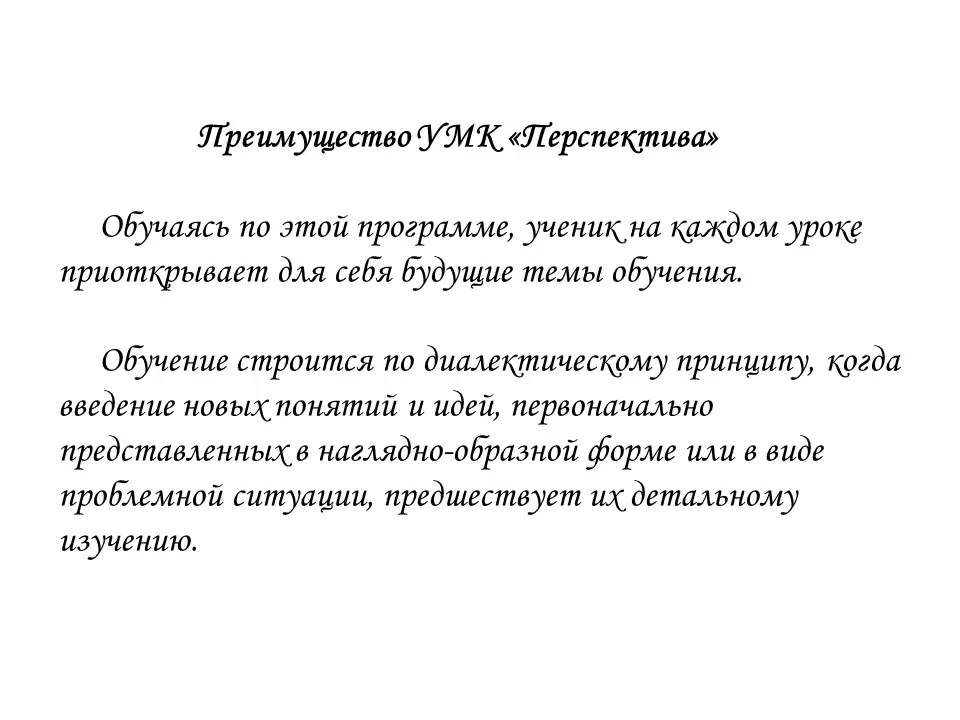 Преимущество УМК «Перспектива»
Обучаясь по этой программе, ученик на каждом уроке
приоткрывает для себя будущие темы обучения.
Обучение строится по диалектическому принципу, когда
введение новых понятий и идей, первоначально
представленных в наглядно-образной форме или в виде
проблемной ситуации, предшествует их детальному
изучению.